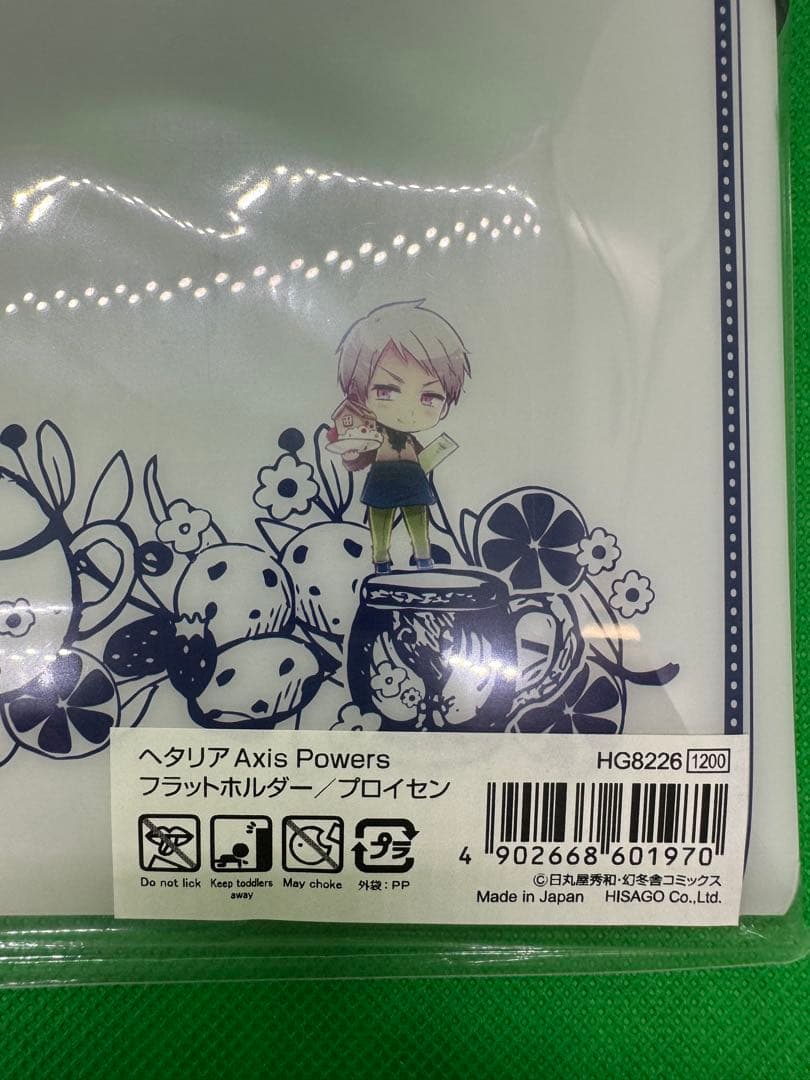 ヘタリア Axis Powers
HG8226 1200
フラットホルダー／プロイセン
Do not lick
Keep toddlers away
May choke
プラ
外袋：PP
4 902668 601970
©日丸屋秀和・幻冬舎コミックス
Made in Japan HISAGO Co.,Ltd.